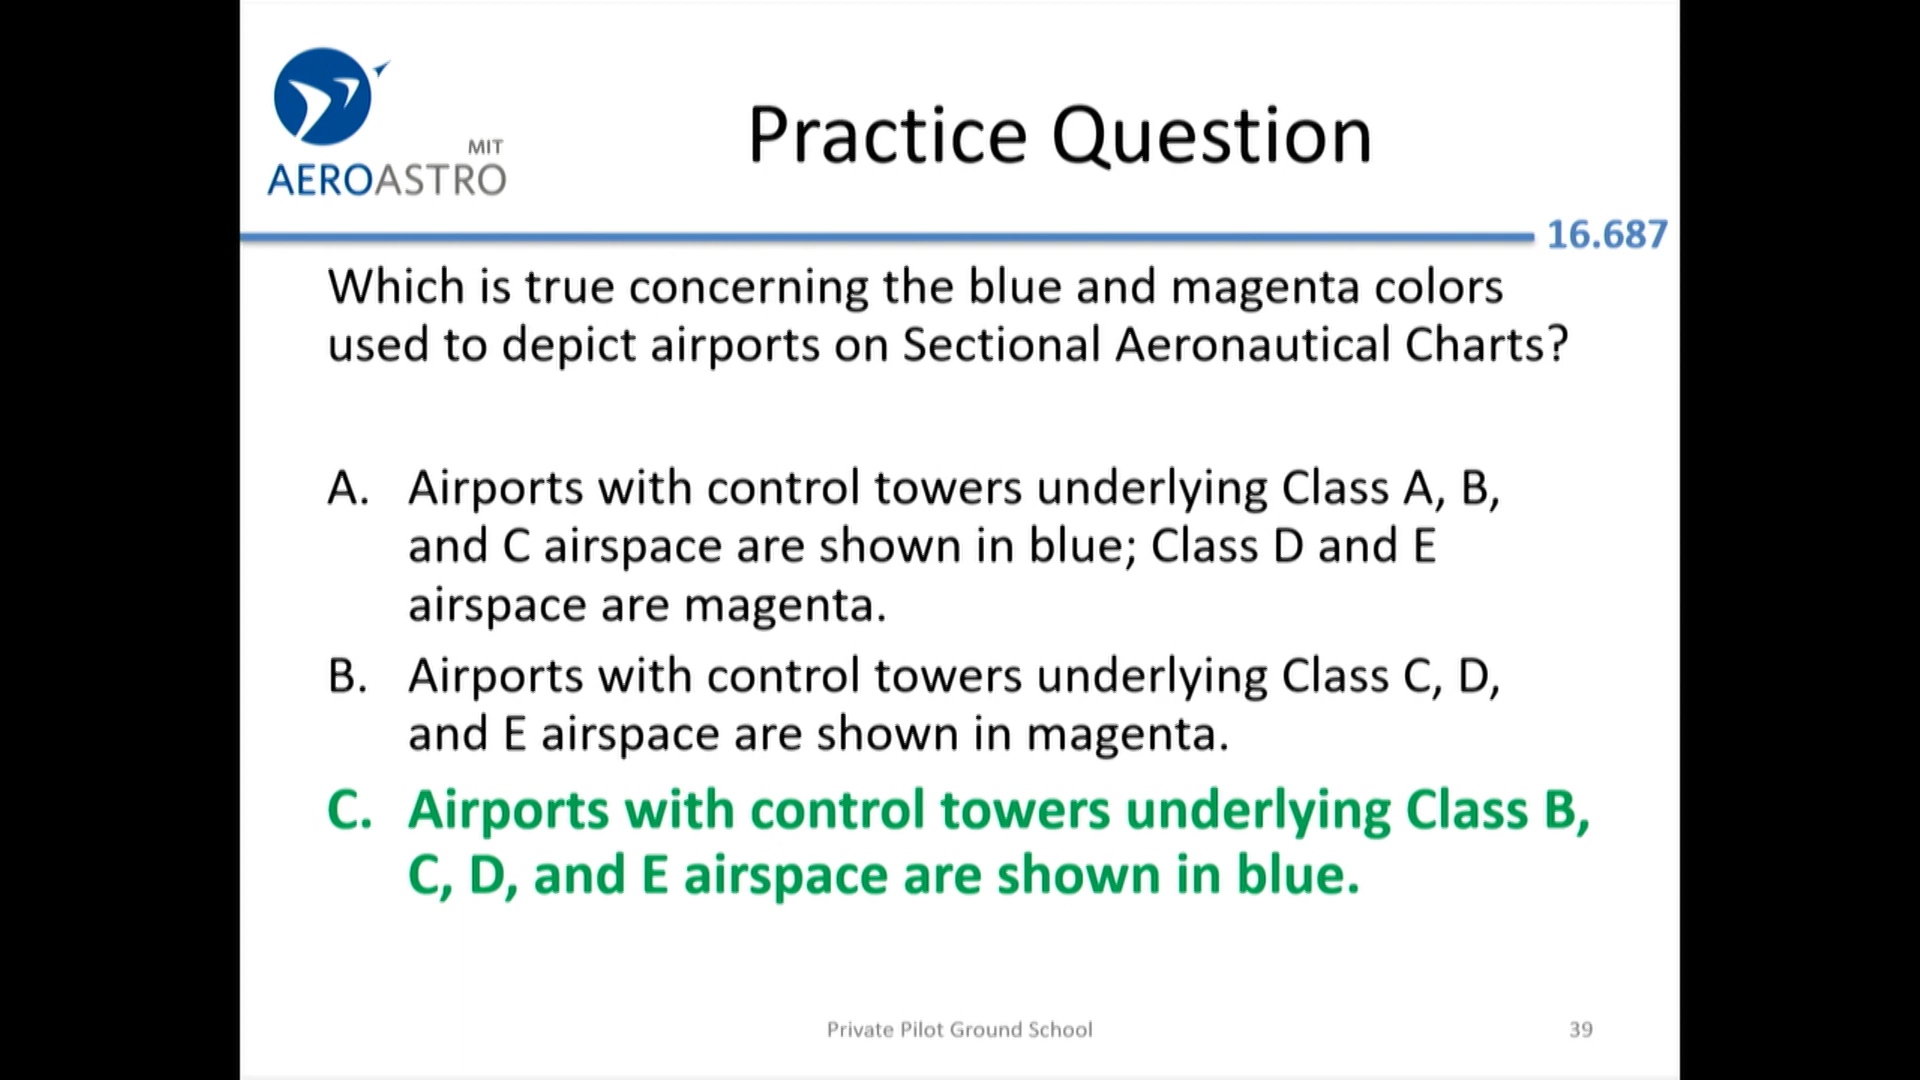 MIT
AEROASTRO
Practice Question
16.687
Which is true concerning the blue and magenta colors
used to depict airports on Sectional Aeronautical Charts?
A. Airports with control towers underlying Class A, B,
and C airspace are shown in blue; Class D and E
airspace are magenta.
B. Airports with control towers underlying Class C, D,
and E airspace are shown in magenta.
C. Airports with control towers underlying Class B,
C, D, and E airspace are shown in blue.
Private Pilot Ground School
39